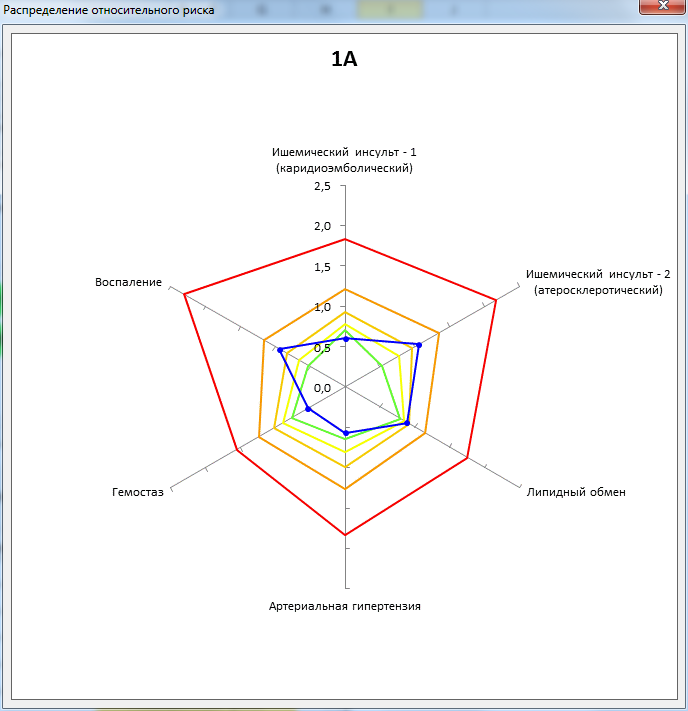 Распределение относительного риска
1А
Ишемический инсульт - 1
(каридиоэмболический)
2,5
2,0
1,5
1,0
0,5
0,0
Ишемический инсульт - 2
(атеросклеротический)
Воспаление
Гемостаз
Липидный обмен
Артериальная гипертензия